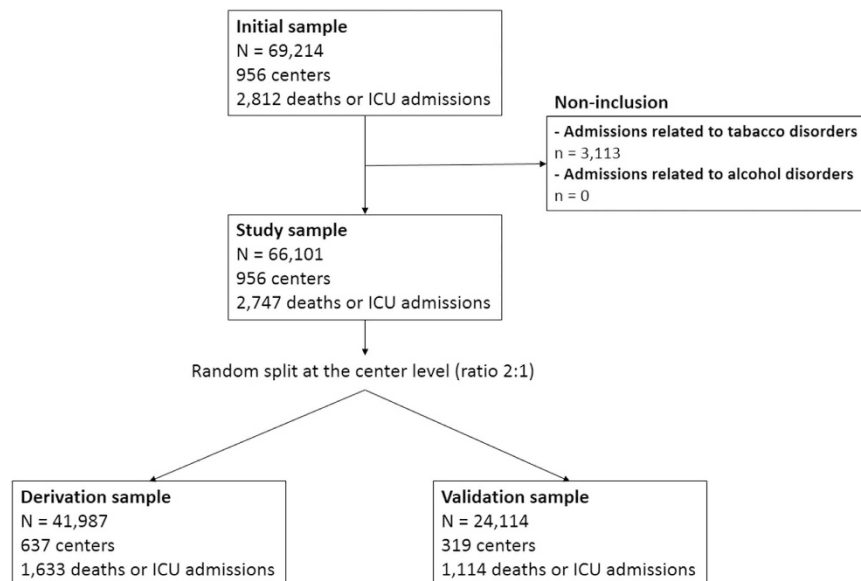 Initial sample
N = 69,214
956 centers
2,812 deaths or ICU admissions
Non-inclusion
- Admissions related to tabacco disorders
n = 3,113
- Admissions related to alcohol disorders
n = 0
Study sample
N = 66,101
956 centers
2,747 deaths or ICU admissions
Random split at the center level (ratio 2:1)
Derivation sample
N = 41,987
637 centers
1,633 deaths or ICU admissions
Validation sample
N = 24,114
319 centers
1,114 deaths or ICU admissions